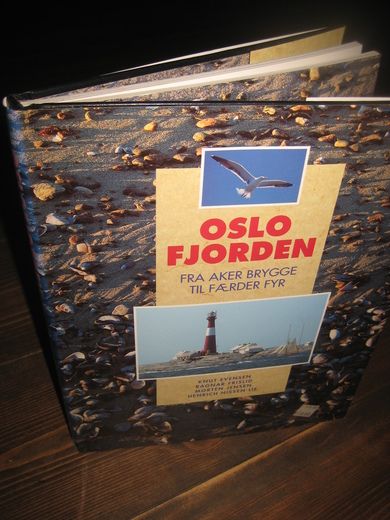 OSLO
FJORDEN
FRA AKER BRYGGE
TIL FÆRDER FYR
KNUT EVENSEN
RAGNAR FRISLID
MORTEN JENSEN
HENRICH NISSEN-LIE